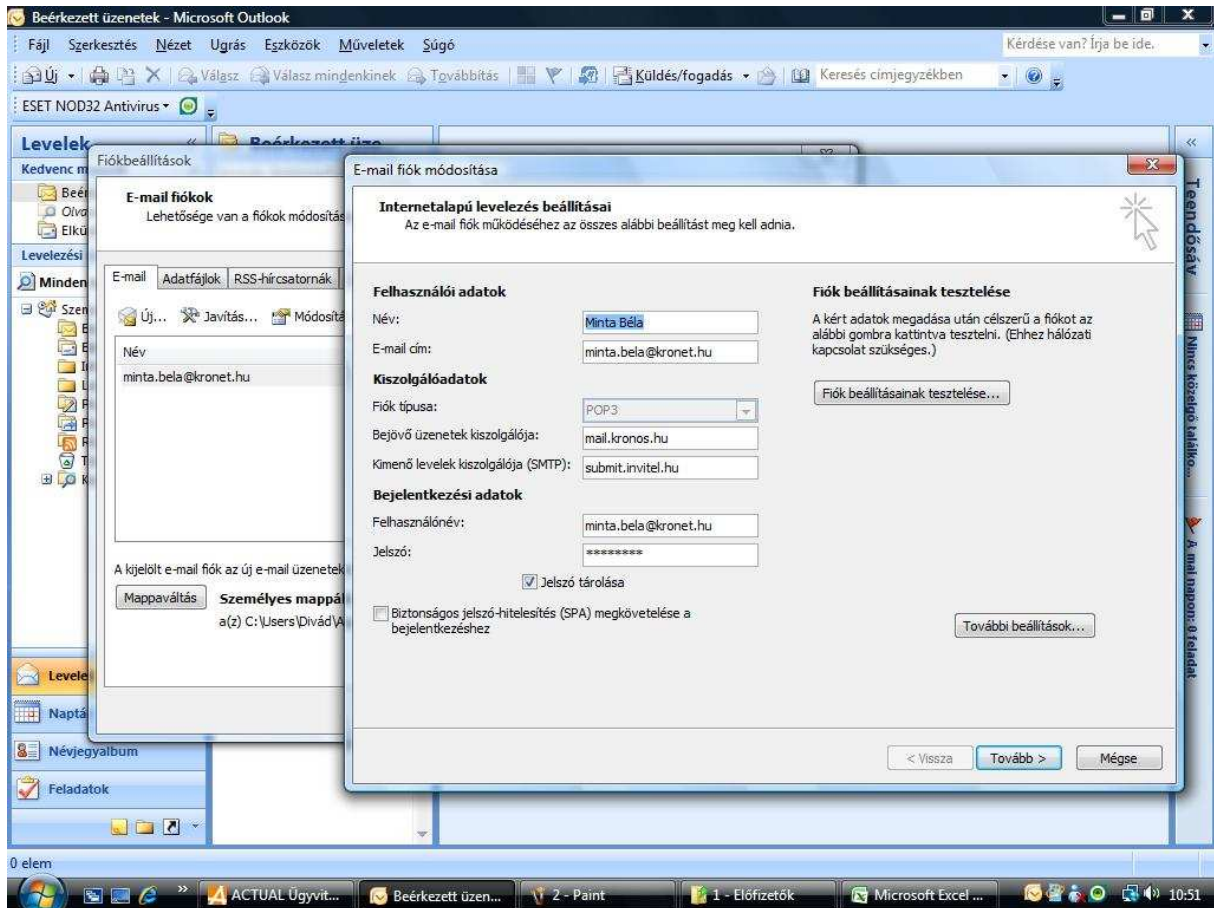 Beérkezett üzenetek - Microsoft Outlook
Fájl Szerkesztés Nézet Ugrás Eszközök Műveletek Súgó
Kérdése van? Írja be ide.
Új Válasz Válasz mindenkinek Továbbítás Küldés/fogadás Keresés címjegyzékben
ESET NOD32 Antivirus
Levelek
Kedvenc m
Beér
Olva
Elkü
Levelezési
Minden
Szen
Fiókbeállítások
E-mail fiókok
Lehetősége van a fiókok módosítás
E-mail Adatfájlok RSS-hírcsatornák
Új... Javítás... Módosítá
Név
minta.bela@kronet.hu
A kijelölt e-mail fiók az új e-mail üzenetek
Mappaváltás Személyes mappál
a(z) C:\Users\Divád\A
E-mail fiók módosítása
Internetalapú levelezés beállításai
Az e-mail fiók működéséhez az összes alábbi beállítást meg kell adnia.
Felhasználói adatok
Név: Minta Béla
E-mail cím: minta.bela@kronet.hu
Kiszolgálóadatok
Fiók típusa: POP3
Bejövő üzenetek kiszolgálója: mail.kronos.hu
Kimenő levelek kiszolgálója (SMTP): submit.invitel.hu
Bejelentkezési adatok
Felhasználónév: minta.bela@kronet.hu
Jelszó: ********
Jelszó tárolása
Biztonságos jelszó-hitelesítés (SPA) megkövetelése a
bejelentkezéshez
Fiók beállításainak tesztelése
A kért adatok megadása után célszerű a fiókot az
alábbi gombra kattintva tesztelni. (Ehhez hálózati
kapcsolat szükséges.)
Fiók beállításainak tesztelése...
További beállítások...
< Vissza Tovább > Mégse
Teendősáv
Nincs közelgő találko...
A mai napon: 0 feladat
Levele
Naptá
Névjegyalbum
Feladatok
0 elem
ACTUAL Ügyvit... Beérkezett üzen... 2 - Paint 1 - Előfizetők Microsoft Excel ... 10:51